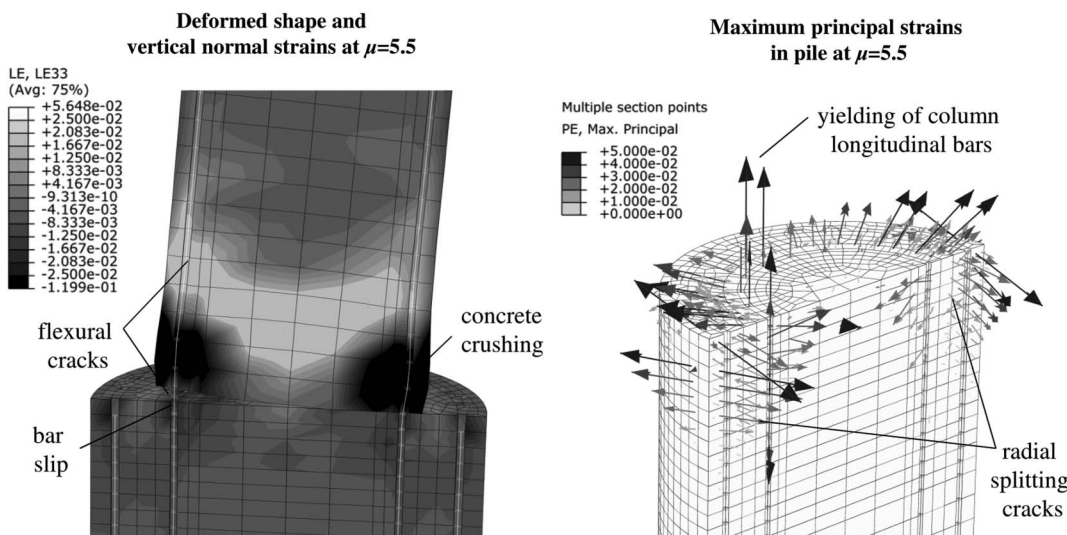 Deformed shape and
vertical normal strains at μ=5.5
LE, LE33
(Avg: 75%)
+5.648e-02
+2.500e-02
+2.083e-02
+1.667e-02
+1.250e-02
+8.333e-03
+4.167e-03
-9.313e-10
-4.167e-03
-8.333e-03
-1.250e-02
-1.667e-02
-2.083e-02
-2.500e-02
-1.199e-01
flexural
cracks
concrete
crushing
bar
slip
Maximum principal strains
in pile at μ=5.5
Multiple section points
PE, Max. Principal
+5.000e-02
+4.000e-02
+3.000e-02
+2.000e-02
+1.000e-02
+0.000e+00
yielding of column
longitudinal bars
radial
splitting
cracks